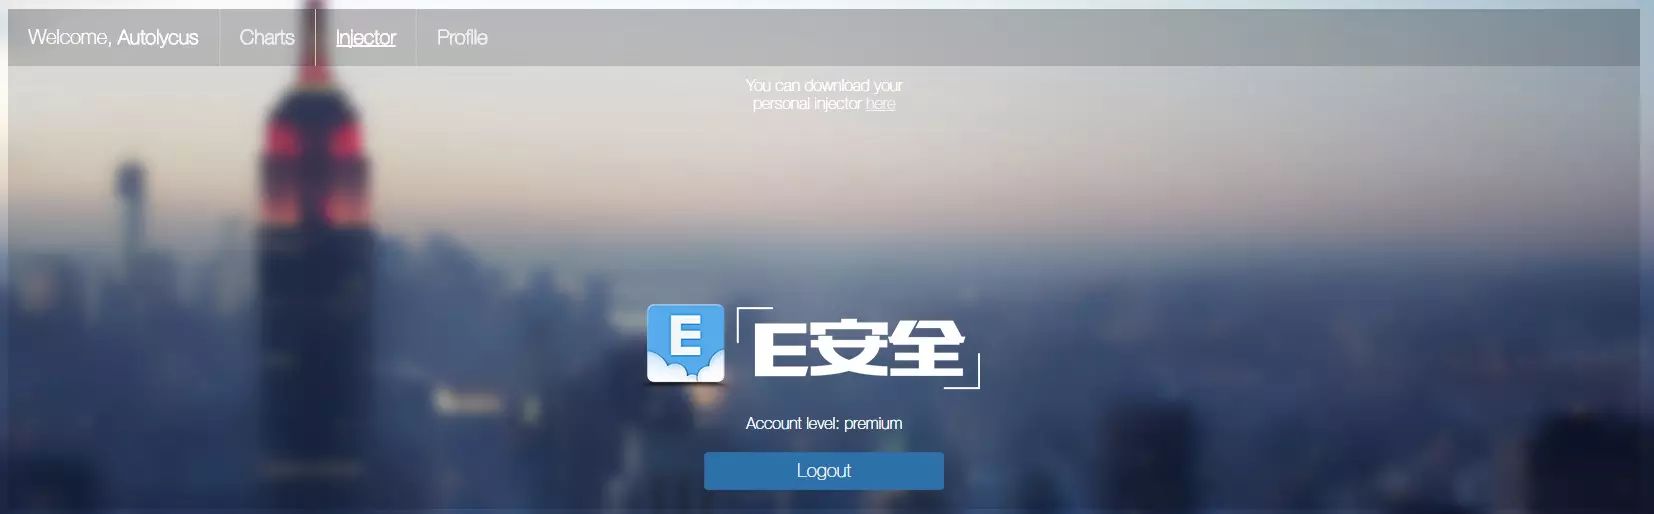 Welcome, Autolycus Charts Injector Profile
You can download your
personal injector here
E E安全
Account level: premium
Logout